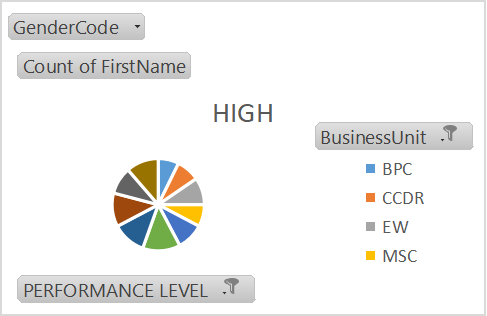 GenderCode
Count of FirstName
HIGH
BusinessUnit
BPC
CCDR
EW
MSC
PERFORMANCE LEVEL